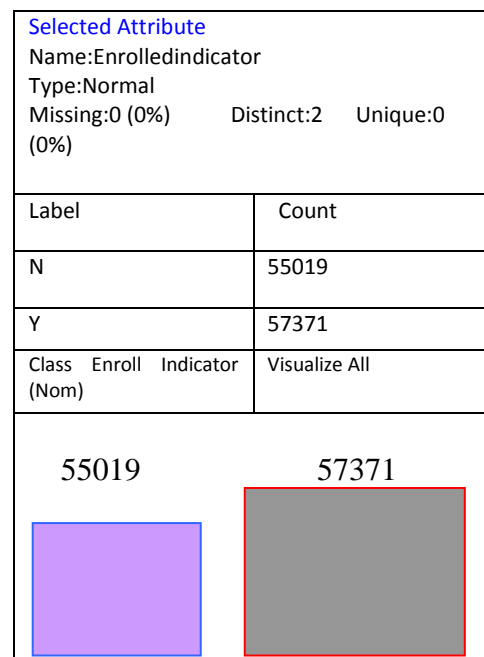 Selected Attribute
Name:Enrolledindicator
Type:Normal
Missing:0 (0%) Distinct:2 Unique:0
(0%)
Label Count
N 55019
Y 57371
Class Enroll Indicator Visualize All
(Nom)
55019 57371